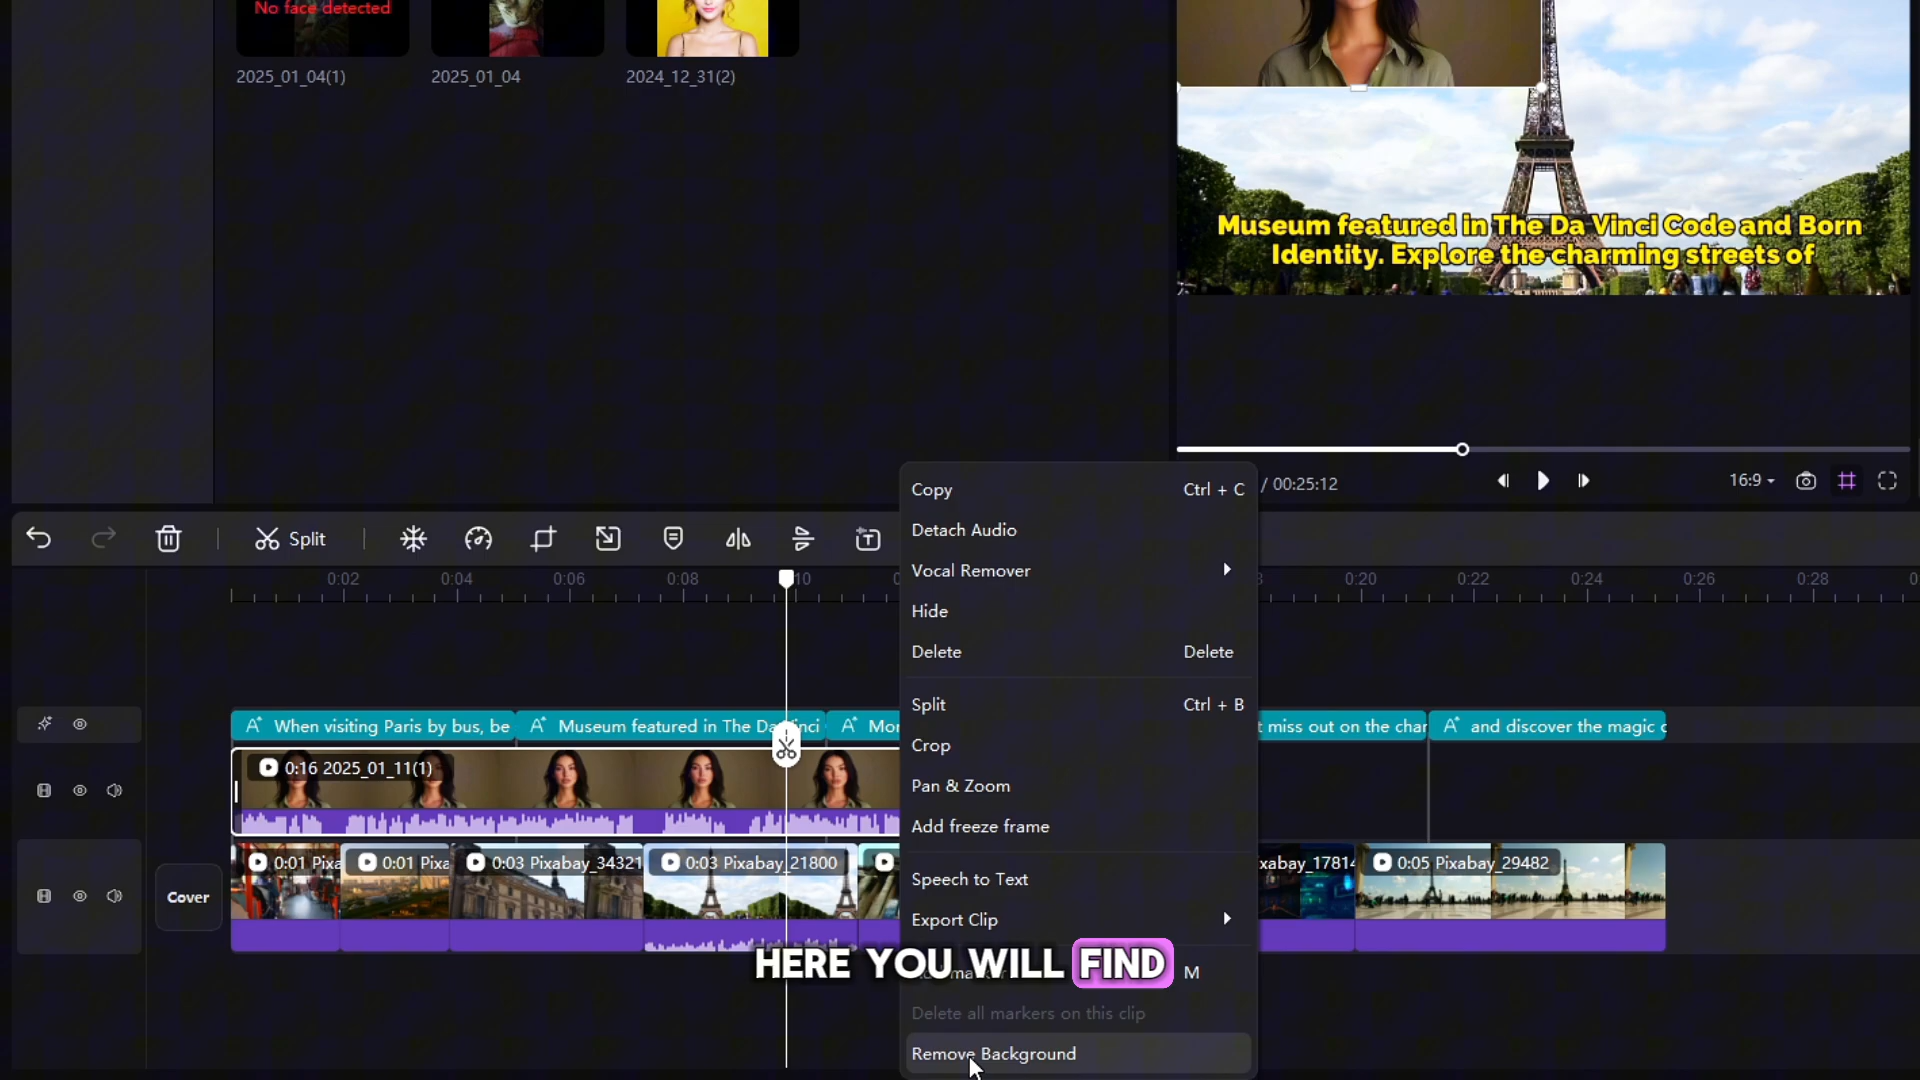 No face detected
2025_01_04(1)
2025_01_04
2024_12_31(2)
Museum featured in The Da Vinci Code and Born
Identity. Explore the charming streets of
/ 00:25:12
16:9
Copy Ctrl + C
Detach Audio
Vocal Remover
Hide
Delete Delete
Split Ctrl + B
Crop
Pan & Zoom
Add freeze frame
Speech to Text
Export Clip
M
Delete all markers on this clip
Remove Background
Split
0:02 0:04 0:06 0:08 10 0:20 0:22 0:24 0:26 0:28
When visiting Paris by bus, be
Museum featured in The Da Vinci
Mor
t miss out on the char
and discover the magic c
0:16 2025_01_11(1)
Cover
0:01 Pixa
0:01 Pixa
0:03 Pixabay_34321
0:03 Pixabay_21800
xabay_17814
0:05 Pixabay_29482
HERE YOU WILL FIND